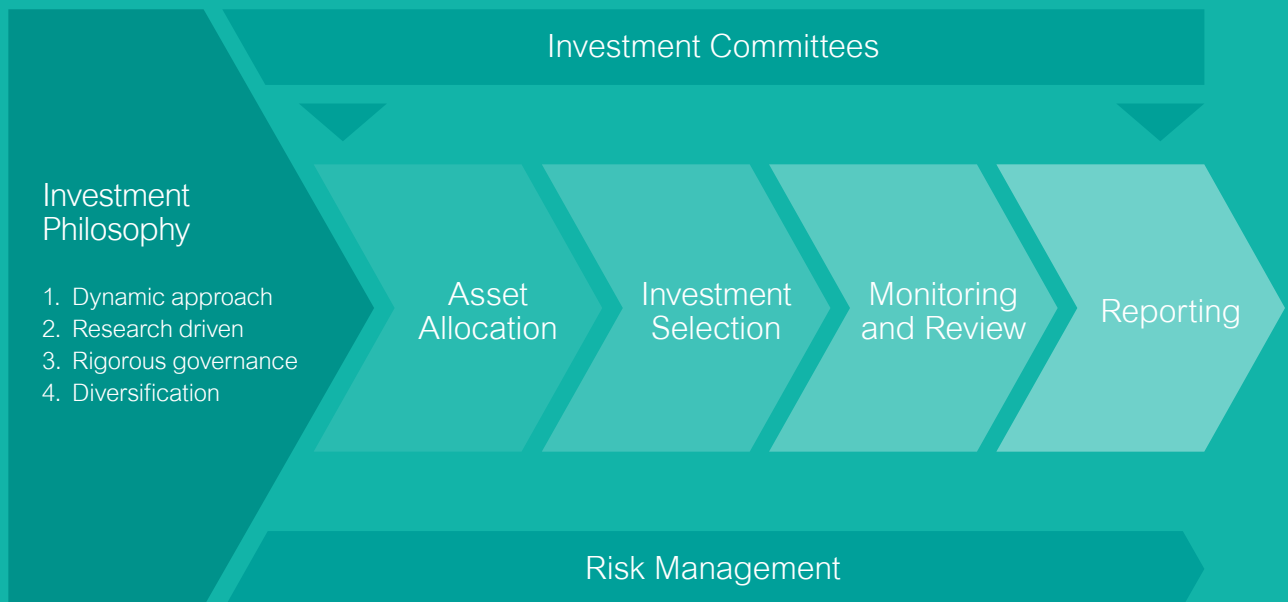 Investment Committees
Investment
Philosophy
1. Dynamic approach
2. Research driven
3. Rigorous governance
4. Diversification
Asset
Allocation
Investment
Selection
Monitoring
and Review
Reporting
Risk Management